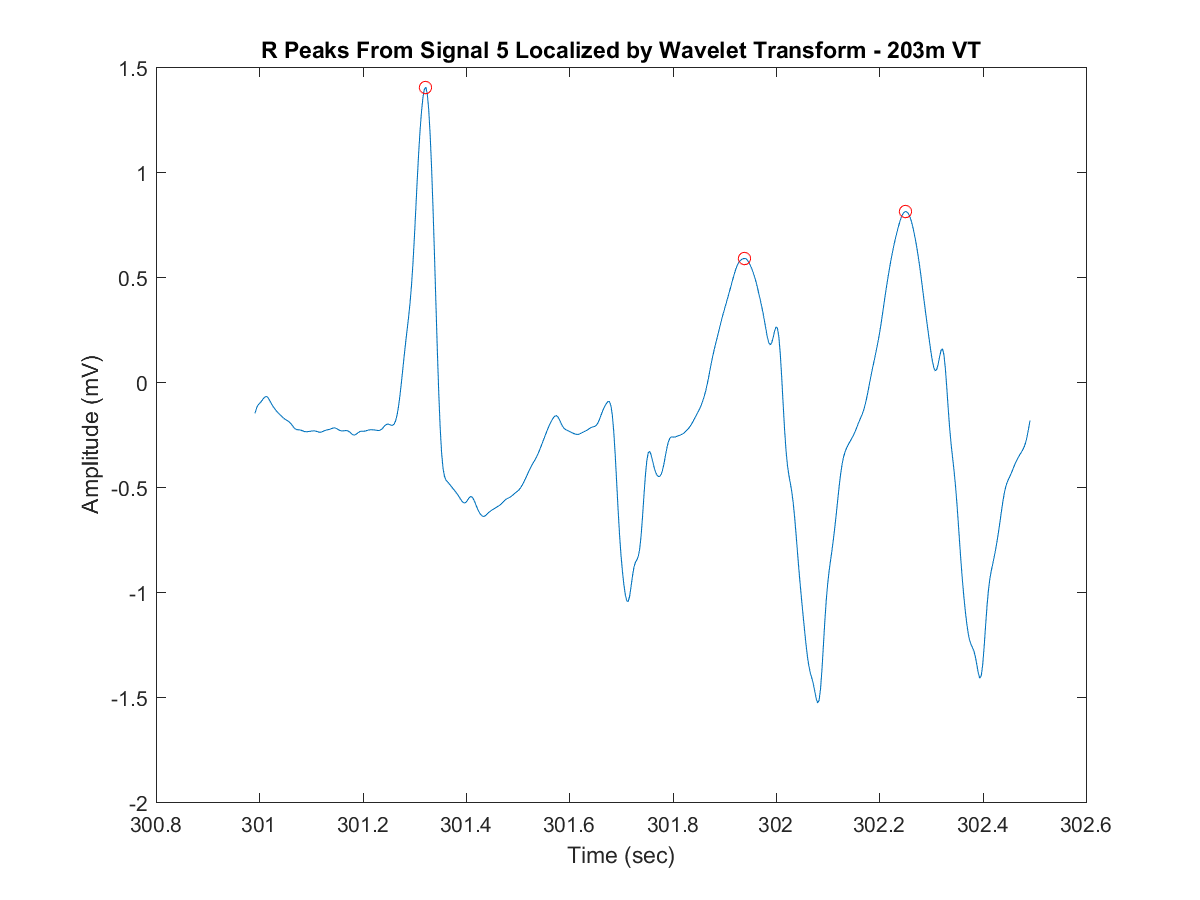 R Peaks From Signal 5 Localized by Wavelet Transform - 203m VT
1.5
1
0.5
0
-0.5
-1
-1.5
-2
Amplitude (mV)
300.8 301 301.2 301.4 301.6 301.8 302 302.2 302.4 302.6
Time (sec)